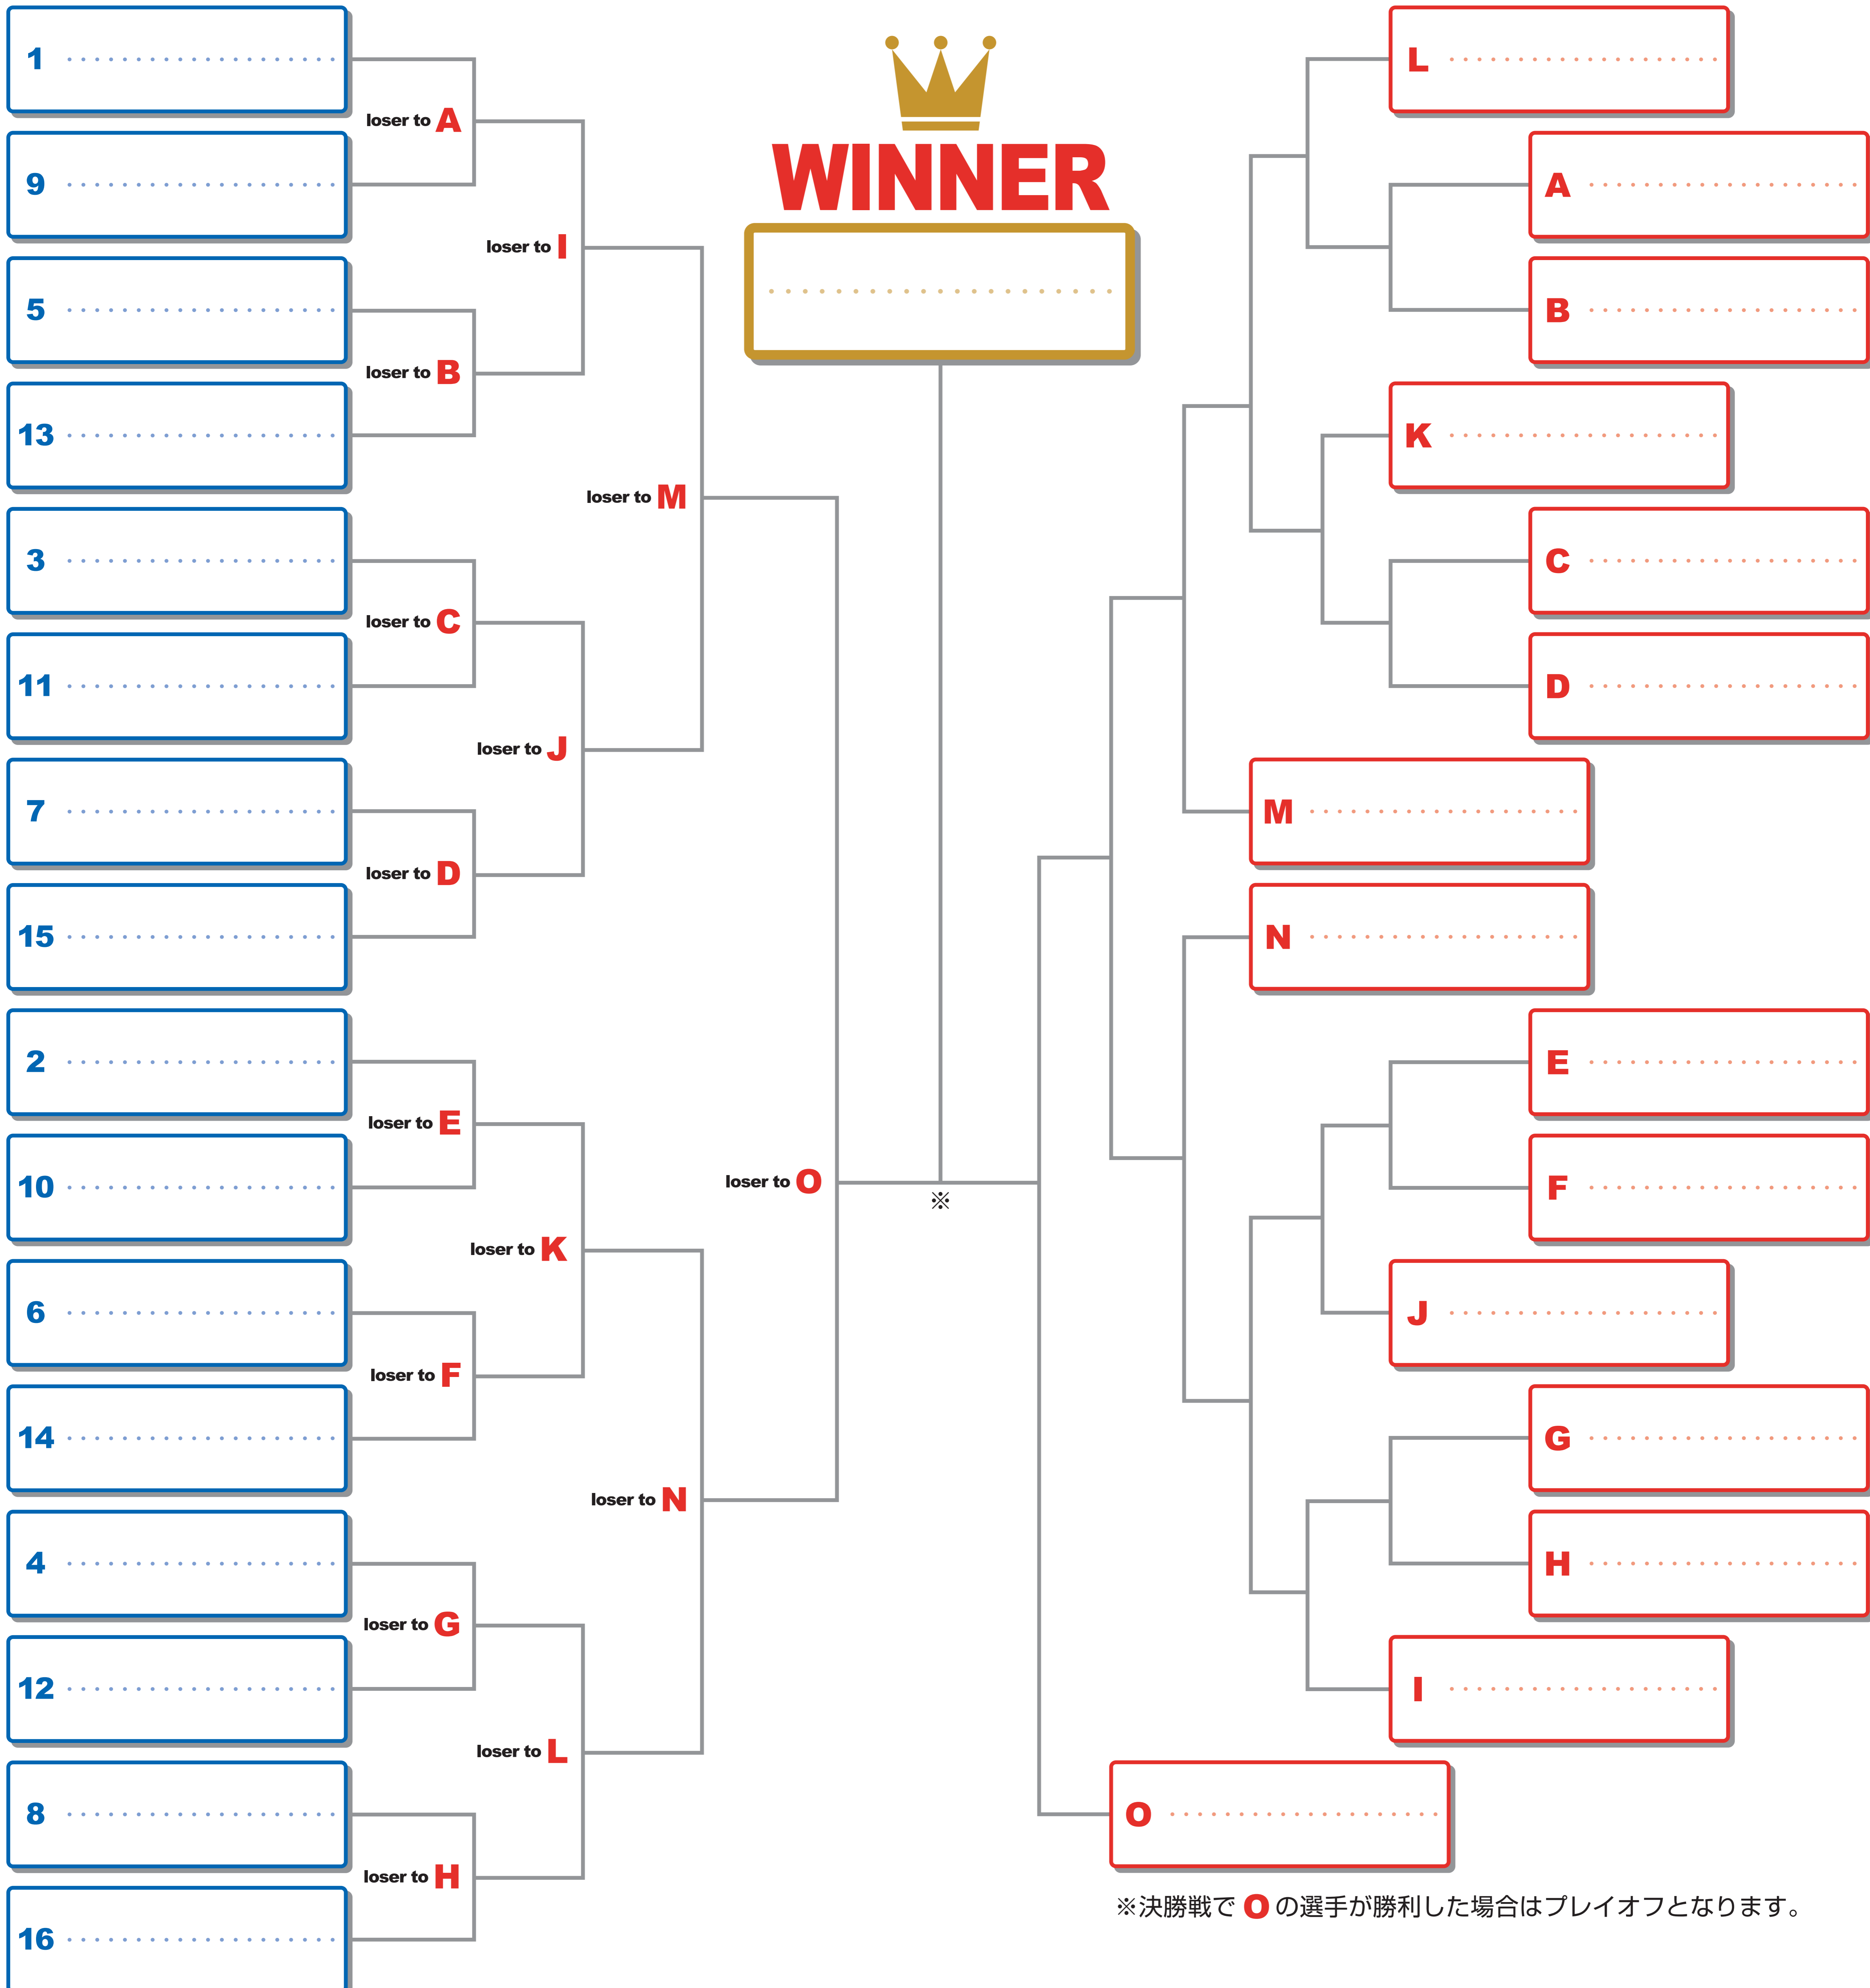 1
loser to A
9
loser to I
5
loser to B
13
loser to M
3
loser to C
11
loser to J
7
loser to D
15
2
loser to E
10
loser to K
6
loser to F
14
loser to N
4
loser to G
12
loser to L
8
loser to H
16
loser to O
WINNER
※
L
A
B
K
C
D
M
N
E
F
J
G
H
I
O
※決勝戦で O の選手が勝利した場合はプレイオフとなります。